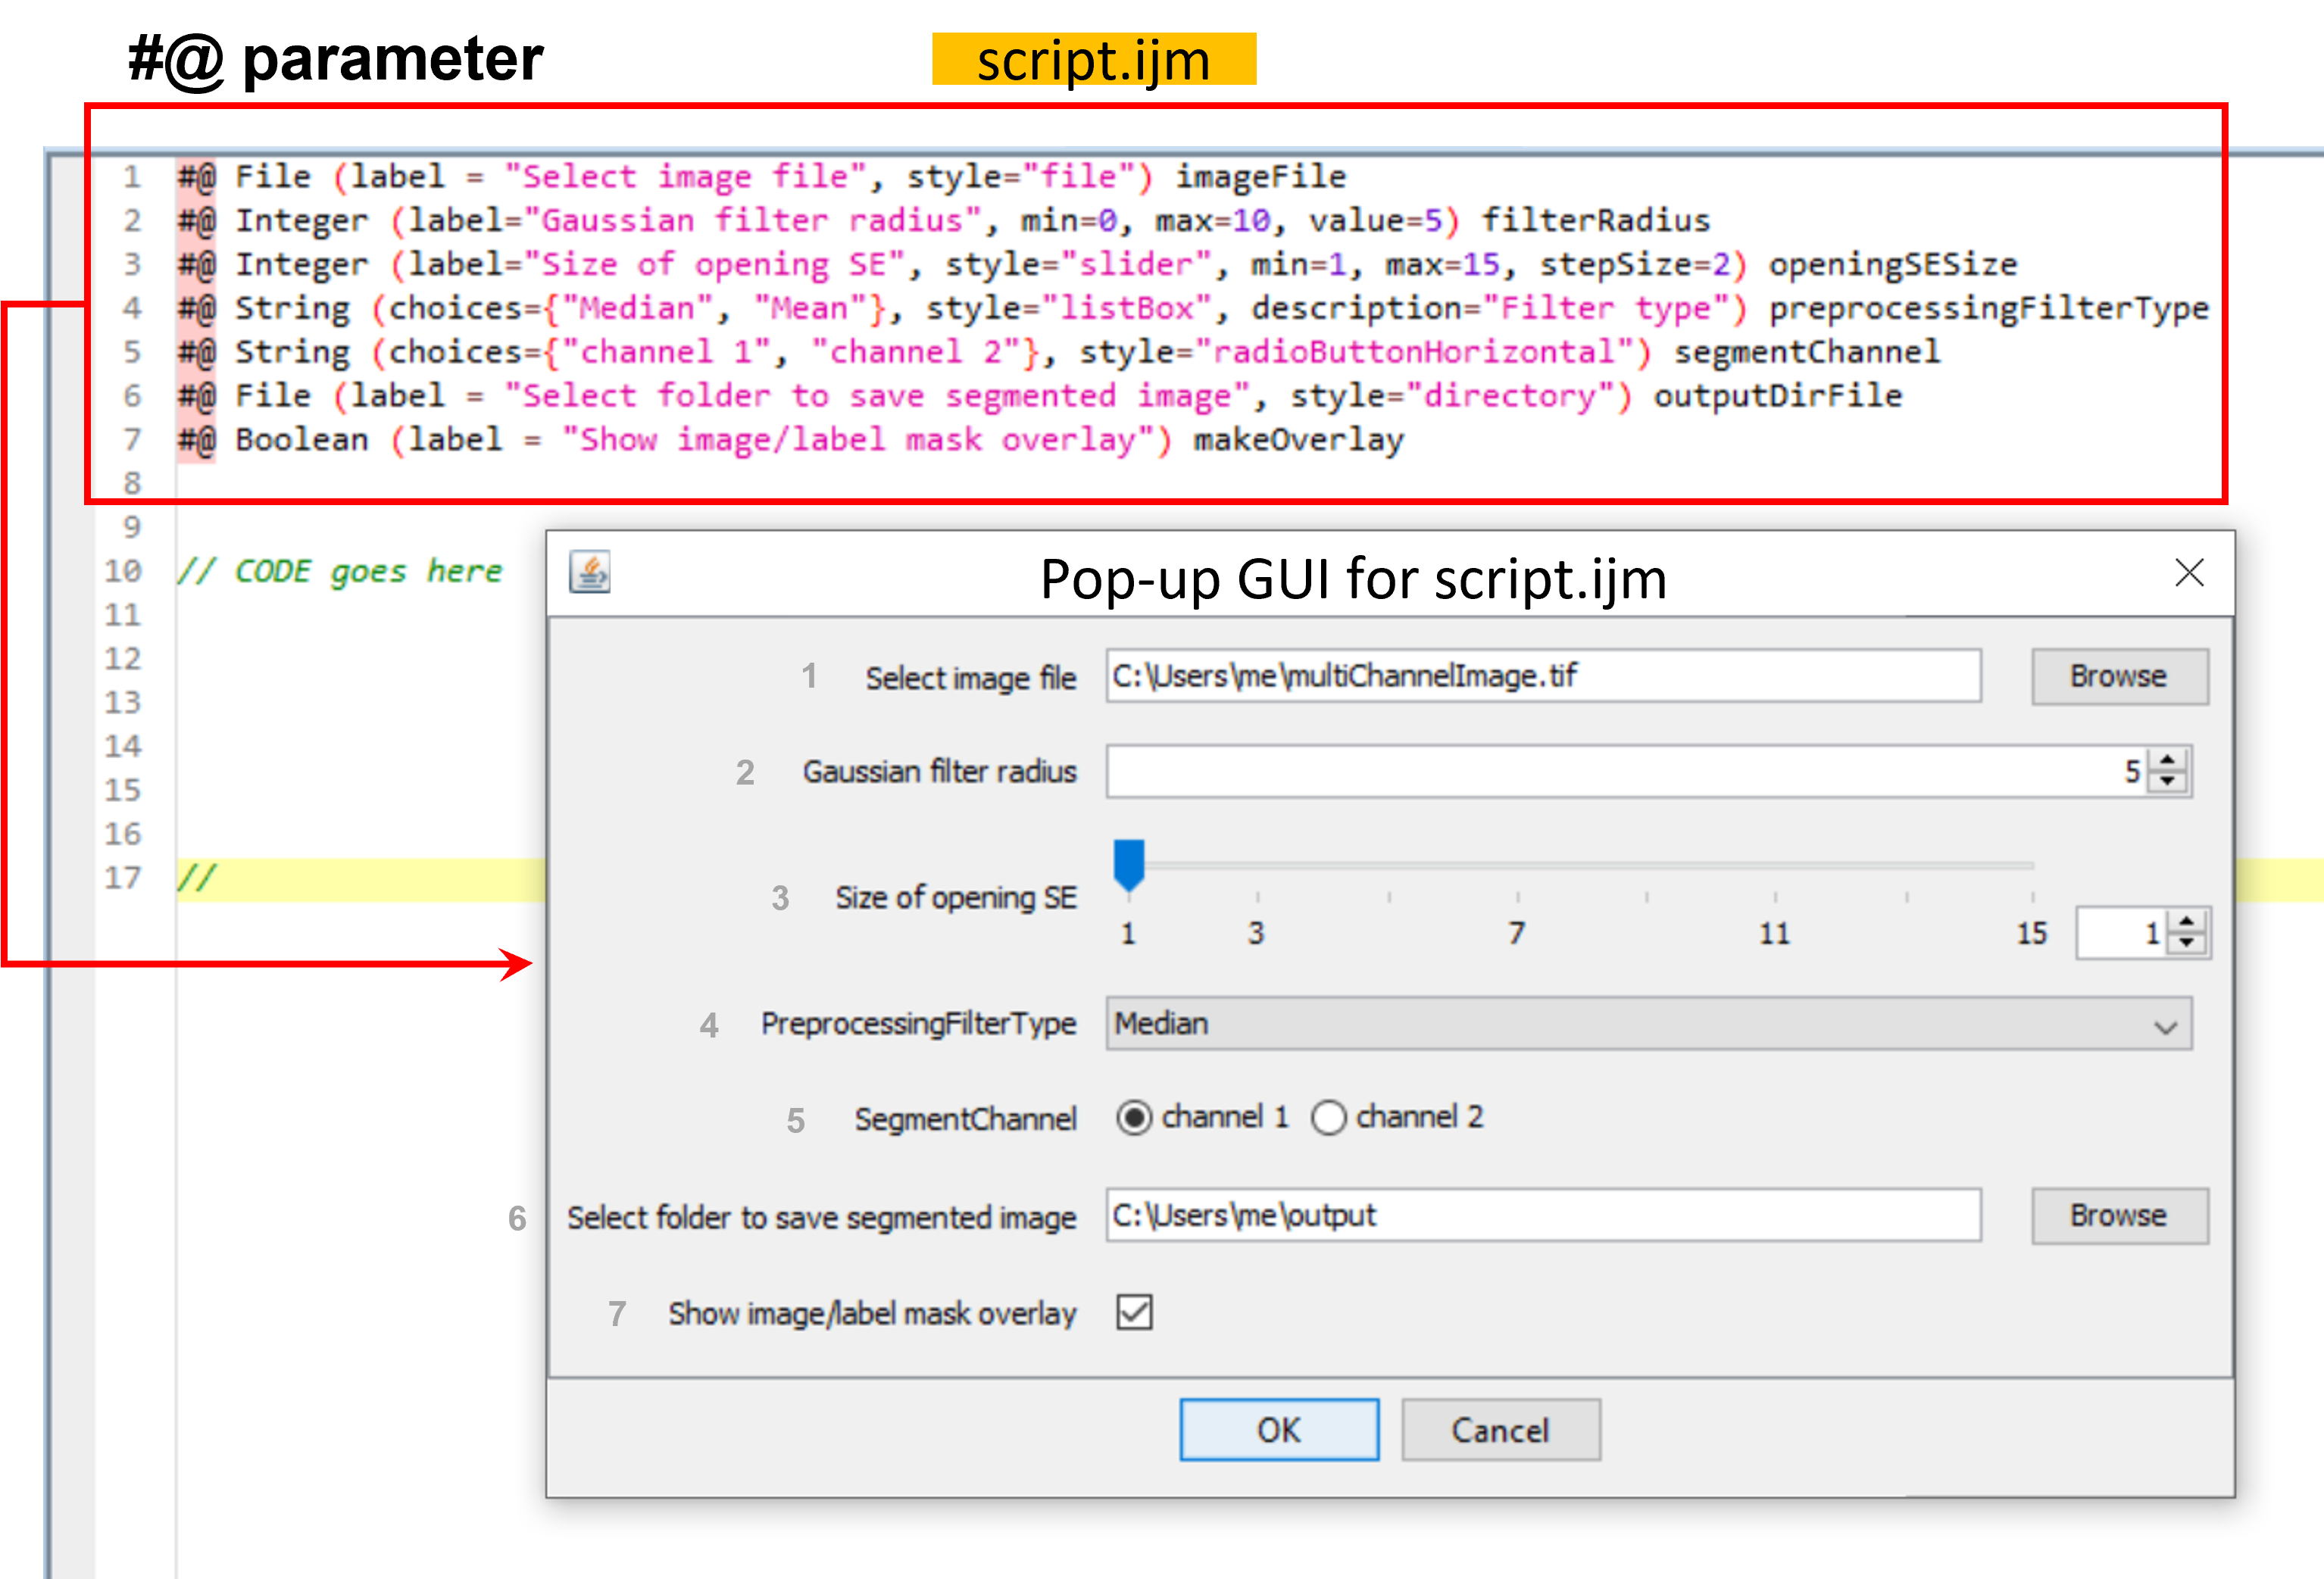 #@ parameter
script.ijm
1 #@ File (label = "Select image file", style="file") imageFile
2 #@ Integer (label="Gaussian filter radius", min=0, max=10, value=5) filterRadius
3 #@ Integer (label="Size of opening SE", style="slider", min=1, max=15, stepSize=2) openingSESize
4 #@ String (choices={"Median", "Mean"}, style="listBox", description="Filter type") preprocessingFilterType
5 #@ String (choices={"channel 1", "channel 2"}, style="radioButtonHorizontal") segmentChannel
6 #@ File (label = "Select folder to save segmented image", style="directory") outputDirFile
7 #@ Boolean (label = "Show image/label mask overlay") makeOverlay
8
9
10 // CODE goes here
11
12
13
14
15
16
17 //
Pop-up GUI for script.ijm
1 Select image file C:\Users\me\multiChannelImage.tif Browse
2 Gaussian filter radius 5
3 Size of opening SE
1 3 7 11 15 1
4 PreprocessingFilterType Median
5 SegmentChannel channel 1 channel 2
6 Select folder to save segmented image C:\Users\me\output Browse
7 Show image/label mask overlay
OK Cancel